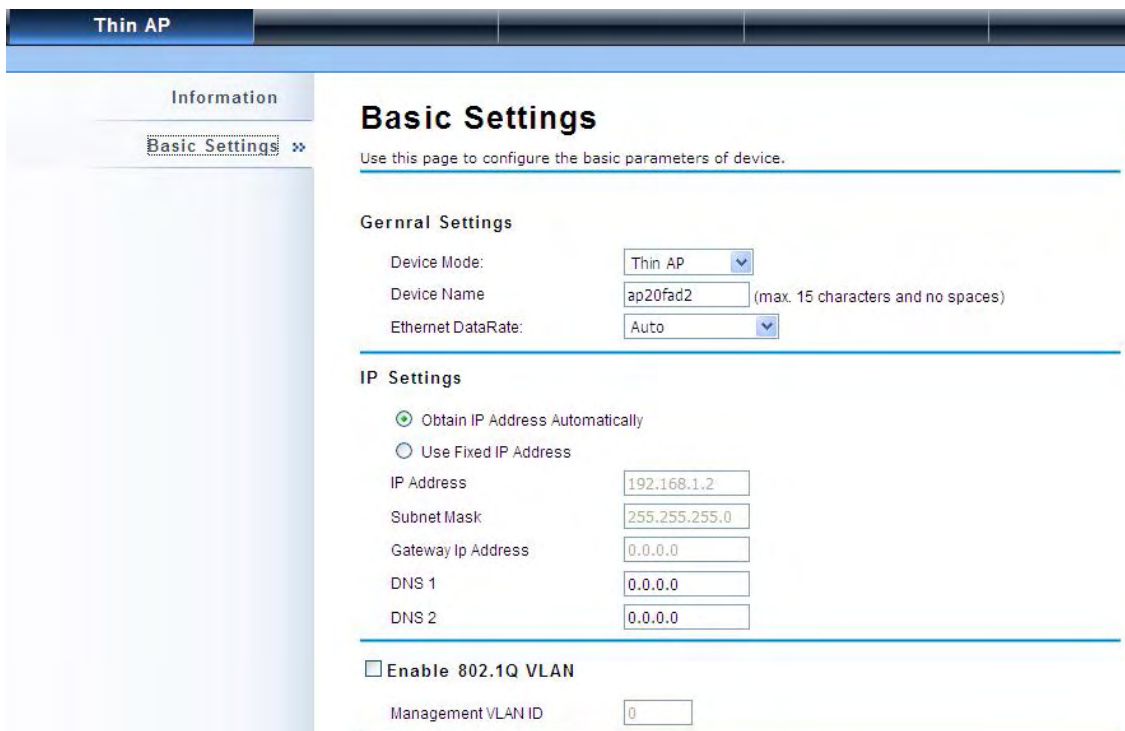 Thin AP
Information
Basic Settings »
Basic Settings
Use this page to configure the basic parameters of device.
Gernral Settings
Device Mode: Thin AP
Device Name ap20fad2 (max. 15 characters and no spaces)
Ethernet DataRate: Auto
IP Settings
Obtain IP Address Automatically
Use Fixed IP Address
IP Address 192.168.1.2
Subnet Mask 255.255.255.0
Gateway Ip Address 0.0.0.0
DNS 1 0.0.0.0
DNS 2 0.0.0.0
Enable 802.1Q VLAN
Management VLAN ID 0